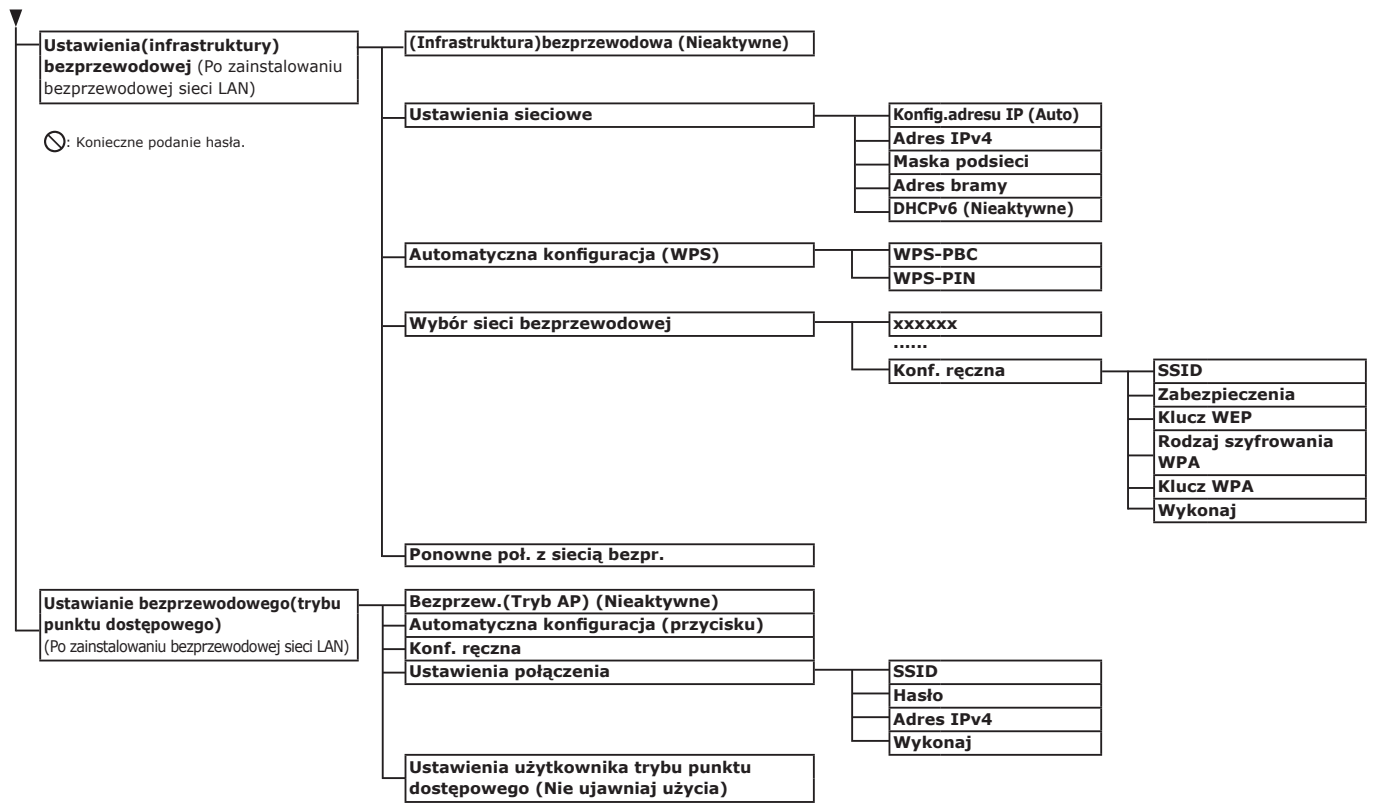 Ustawienia(infrastruktury)
bezprzewodowej (Po zainstalowaniu
bezprzewodowej sieci LAN)
: Konieczne podanie hasła.
(Infrastruktura)bezprzewodowa (Nieaktywne)
Ustawienia sieciowe
Konfig.adresu IP (Auto)
Adres IPv4
Maska podsieci
Adres bramy
DHCPv6 (Nieaktywne)
Automatyczna konfiguracja (WPS)
WPS-PBC
WPS-PIN
Wybór sieci bezprzewodowej
xxxxxx
......
Konf. ręczna
SSID
Zabezpieczenia
Klucz WEP
Rodzaj szyfrowania
WPA
Klucz WPA
Wykonaj
Ponowne poł. z siecią bezpr.
Ustawianie bezprzewodowego(trybu
punktu dostępowego)
(Po zainstalowaniu bezprzewodowej sieci LAN)
Bezprzew.(Tryb AP) (Nieaktywne)
Automatyczna konfiguracja (przycisku)
Konf. ręczna
Ustawienia połączenia
SSID
Hasło
Adres IPv4
Wykonaj
Ustawienia użytkownika trybu punktu
dostępowego (Nie ujawniaj użycia)